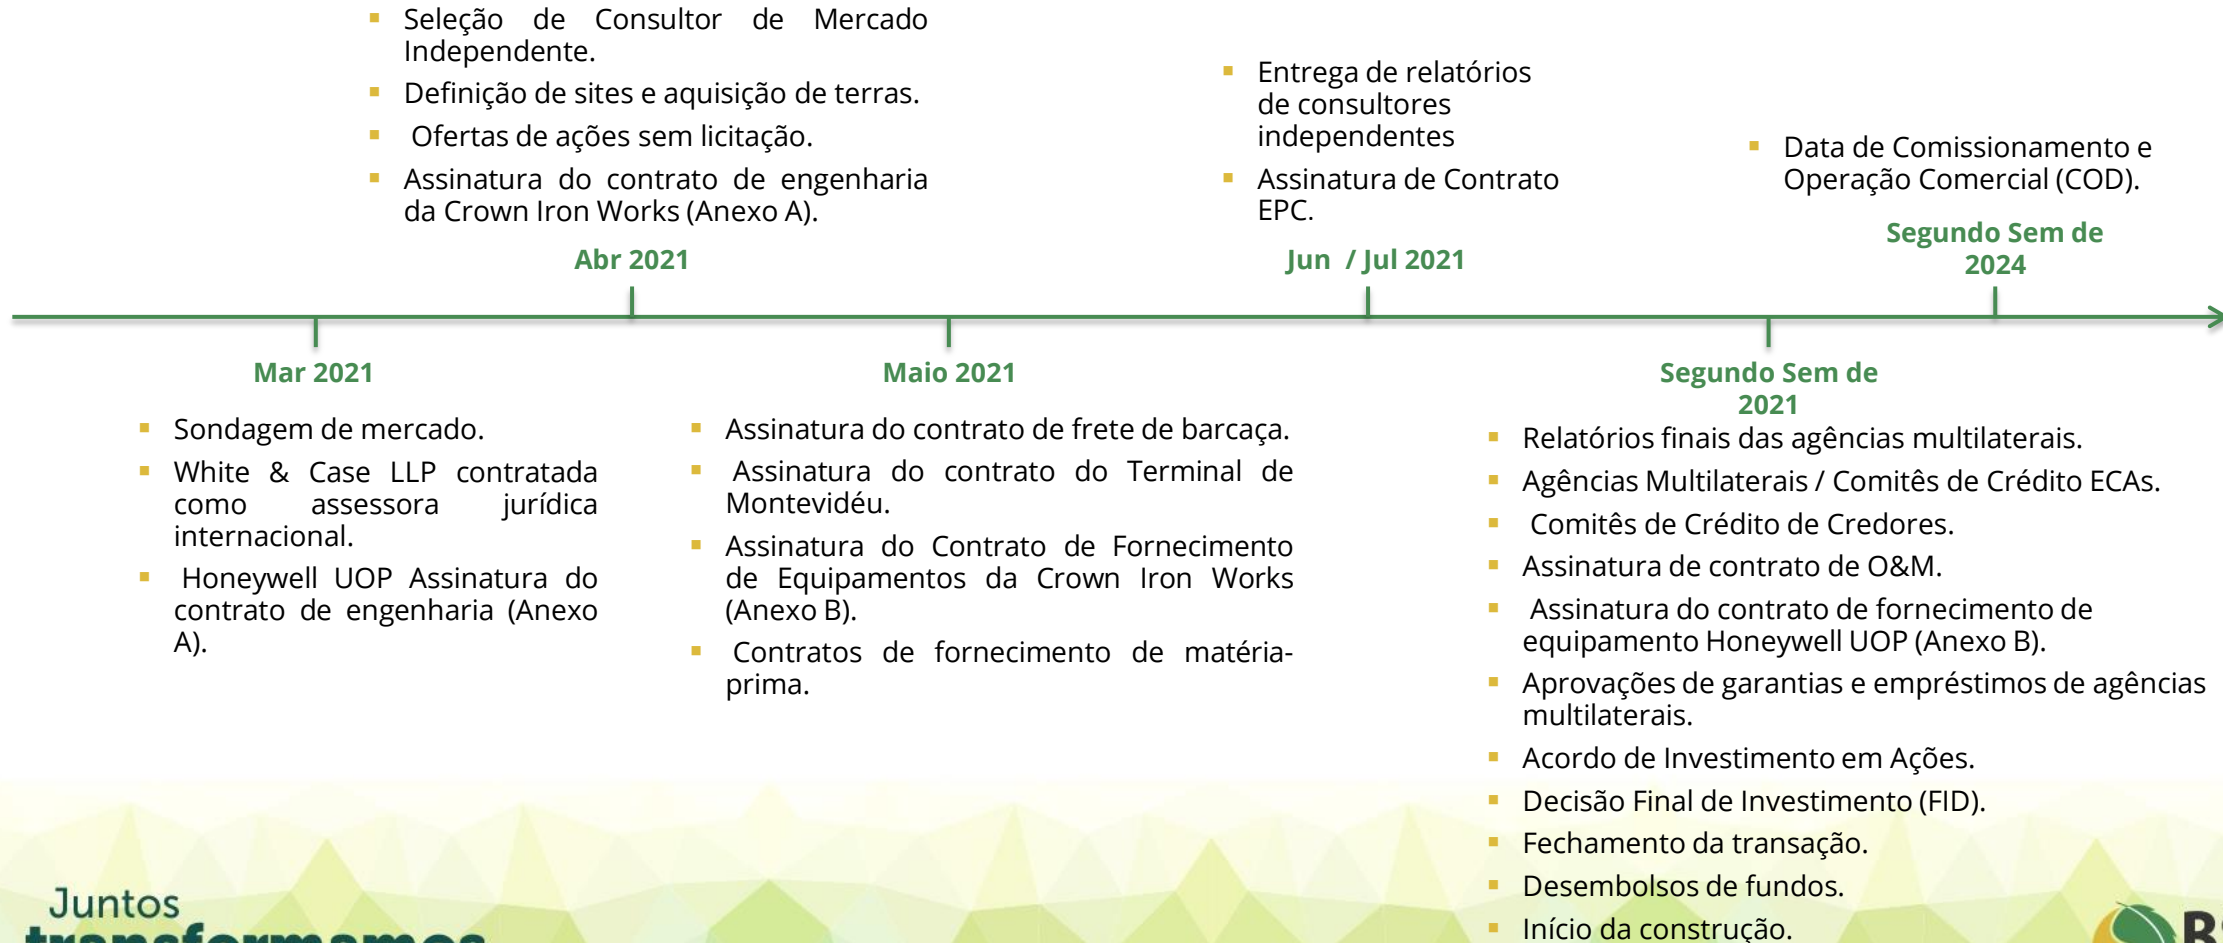 Seleção de Consultor de Mercado
Independente.
Definição de sites e aquisição de terras.
Ofertas de ações sem licitação.
Assinatura do contrato de engenharia
da Crown Iron Works (Anexo A).
Abr 2021
Entrega de relatórios
de consultores
independentes
Assinatura de Contrato
EPC.
Jun / Jul 2021
Data de Comissionamento e
Operação Comercial (COD).
Segundo Sem de
2024
Mar 2021
Sondagem de mercado.
White & Case LLP contratada
como assessora jurídica
internacional.
Honeywell UOP Assinatura do
contrato de engenharia (Anexo
A).
Maio 2021
Assinatura do contrato de frete de barcaça.
Assinatura do contrato do Terminal de
Montevidéu.
Assinatura do Contrato de Fornecimento
de Equipamentos da Crown Iron Works
(Anexo B).
Contratos de fornecimento de matéria-
prima.
Segundo Sem de
2021
Relatórios finais das agências multilaterais.
Agências Multilaterais / Comitês de Crédito ECAs.
Comitês de Crédito de Credores.
Assinatura de contrato de O&M.
Assinatura do contrato de fornecimento de
equipamento Honeywell UOP (Anexo B).
Aprovações de garantias e empréstimos de agências
multilaterais.
Acordo de Investimento em Ações.
Decisão Final de Investimento (FID).
Fechamento da transação.
Desembolsos de fundos.
Início da construção.
Juntos
transformamos